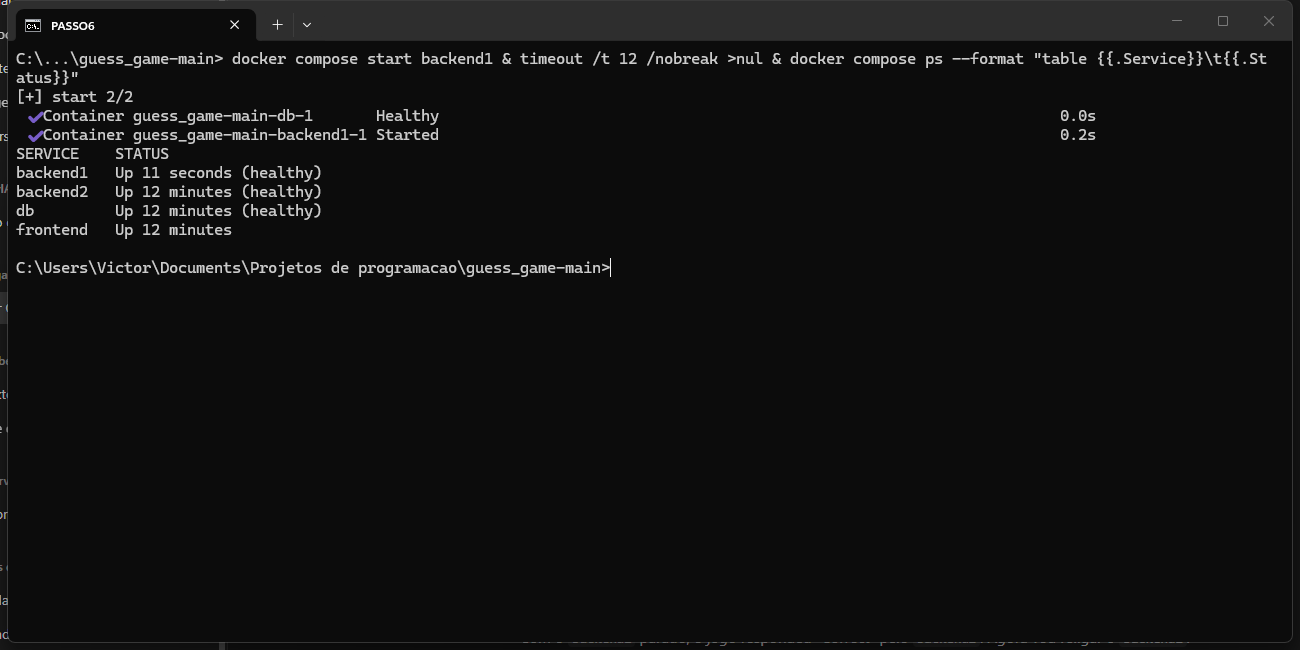 PASSO6
C:\...\guess_game-main> docker compose start backend1 & timeout /t 12 /nobreak >nul & docker compose ps --format "table {{.Service}}\t{{.St
atus}}"
[+] start 2/2
✔Container guess_game-main-db-1 Healthy 0.0s
✔Container guess_game-main-backend1-1 Started 0.2s
SERVICE STATUS
backend1 Up 11 seconds (healthy)
backend2 Up 12 minutes (healthy)
db Up 12 minutes (healthy)
frontend Up 12 minutes
C:\Users\Victor\Documents\Projetos de programacao\guess_game-main>